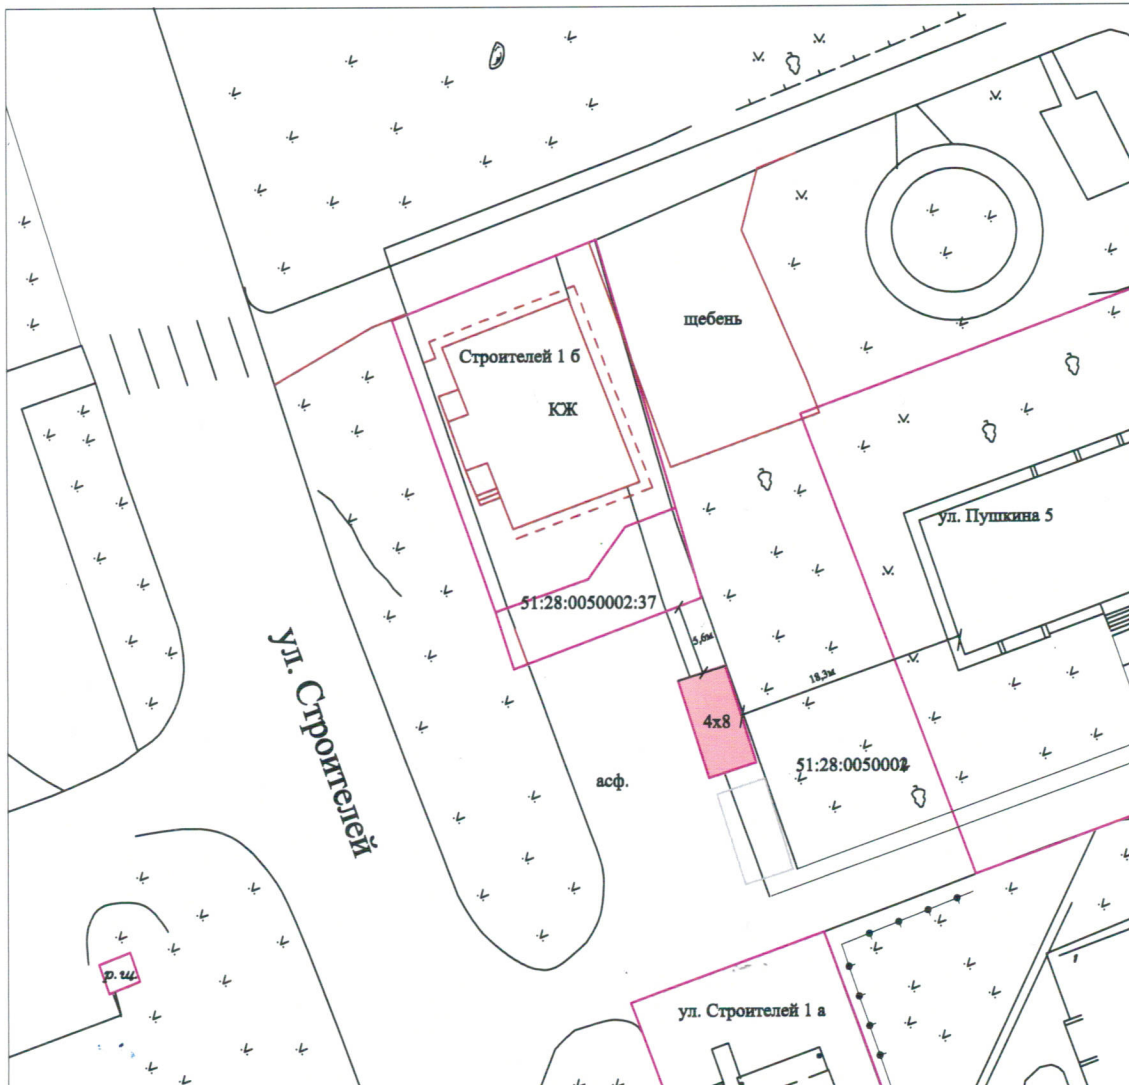 щебень
Строителей 1 б
КЖ
ул. Пушкина 5
51:28:0050002:37
5,6м
18,3м
4х8
51:28:0050002
асф.
ул. Строителей
р.щ
ул. Строителей 1 а